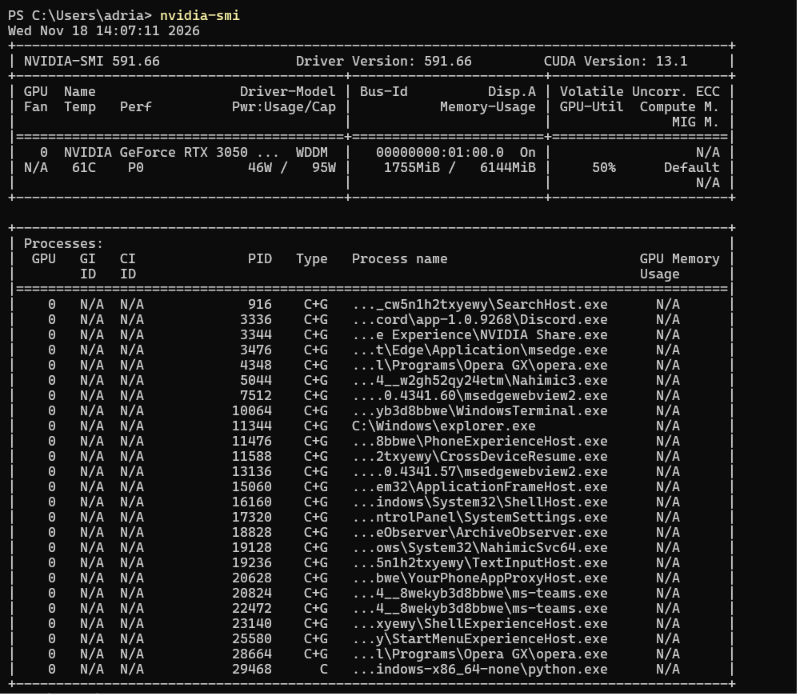 PS C:\Users\adria> nvidia-smi
Wed Nov 18 14:07:11 2026
+-----------------------------------------------------------------------------------------+
| NVIDIA-SMI 591.66                 Driver Version: 591.66         CUDA Version: 13.1     |
+-----------------------------------------+------------------------+----------------------+
| GPU  Name                  Driver-Model | Bus-Id          Disp.A | Volatile Uncorr. ECC |
| Fan  Temp   Perf          Pwr:Usage/Cap |           Memory-Usage | GPU-Util  Compute M. |
|                                         |                        |               MIG M. |
|=========================================+========================+======================|
|   0  NVIDIA GeForce RTX 3050 ...  WDDM  |   00000000:01:00.0  On |                  N/A |
| N/A   61C    P0             46W /   95W |    1755MiB /   6144MiB |     50%      Default |
|                                         |                        |                  N/A |
+-----------------------------------------+------------------------+----------------------+
+-----------------------------------------------------------------------------------------+
| Processes:                                                                              |
|  GPU   GI   CI              PID   Type   Process name                        GPU Memory |
|        ID   ID                                                               Usage      |
|=========================================================================================|
|    0   N/A  N/A             916    C+G   ..._cw5n1h2txyewy\SearchHost.exe      N/A      |
|    0   N/A  N/A            3336    C+G   ...cord\app-1.0.9268\Discord.exe      N/A      |
|    0   N/A  N/A            3344    C+G   ...e Experience\NVIDIA Share.exe      N/A      |
|    0   N/A  N/A            3476    C+G   ...t\Edge\Application\msedge.exe      N/A      |
|    0   N/A  N/A            4348    C+G   ...l\Programs\Opera GX\opera.exe      N/A      |
|    0   N/A  N/A            5044    C+G   ...4__w2gh52qy24etm\Nahimic3.exe      N/A      |
|    0   N/A  N/A            7512    C+G   ....0.4341.60\msedgewebview2.exe      N/A      |
|    0   N/A  N/A           10064    C+G   ...yb3d8bbwe\WindowsTerminal.exe      N/A      |
|    0   N/A  N/A           11344    C+G   C:\Windows\explorer.exe               N/A      |
|    0   N/A  N/A           11476    C+G   ...8bbwe\PhoneExperienceHost.exe      N/A      |
|    0   N/A  N/A           11588    C+G   ...2txyewy\CrossDeviceResume.exe      N/A      |
|    0   N/A  N/A           13136    C+G   ....0.4341.57\msedgewebview2.exe      N/A      |
|    0   N/A  N/A           15060    C+G   ...em32\ApplicationFrameHost.exe      N/A      |
|    0   N/A  N/A           16160    C+G   ...indows\System32\ShellHost.exe      N/A      |
|    0   N/A  N/A           17320    C+G   ...ntrolPanel\SystemSettings.exe      N/A      |
|    0   N/A  N/A           18828    C+G   ...eObserver\ArchiveObserver.exe      N/A      |
|    0   N/A  N/A           19128    C+G   ...ows\System32\NahimicSvc64.exe      N/A      |
|    0   N/A  N/A           19236    C+G   ...5n1h2txyewy\TextInputHost.exe      N/A      |
|    0   N/A  N/A           20628    C+G   ...bwe\YourPhoneAppProxyHost.exe      N/A      |
|    0   N/A  N/A           20824    C+G   ...4__8wekyb3d8bbwe\ms-teams.exe      N/A      |
|    0   N/A  N/A           22472    C+G   ...4__8wekyb3d8bbwe\ms-teams.exe      N/A      |
|    0   N/A  N/A           23140    C+G   ...xyewy\ShellExperienceHost.exe      N/A      |
|    0   N/A  N/A           25580    C+G   ...y\StartMenuExperienceHost.exe      N/A      |
|    0   N/A  N/A           28664    C+G   ...l\Programs\Opera GX\opera.exe      N/A      |
|    0   N/A  N/A           29468      C   ...indows-x86_64-none\python.exe      N/A      |
+-----------------------------------------------------------------------------------------+